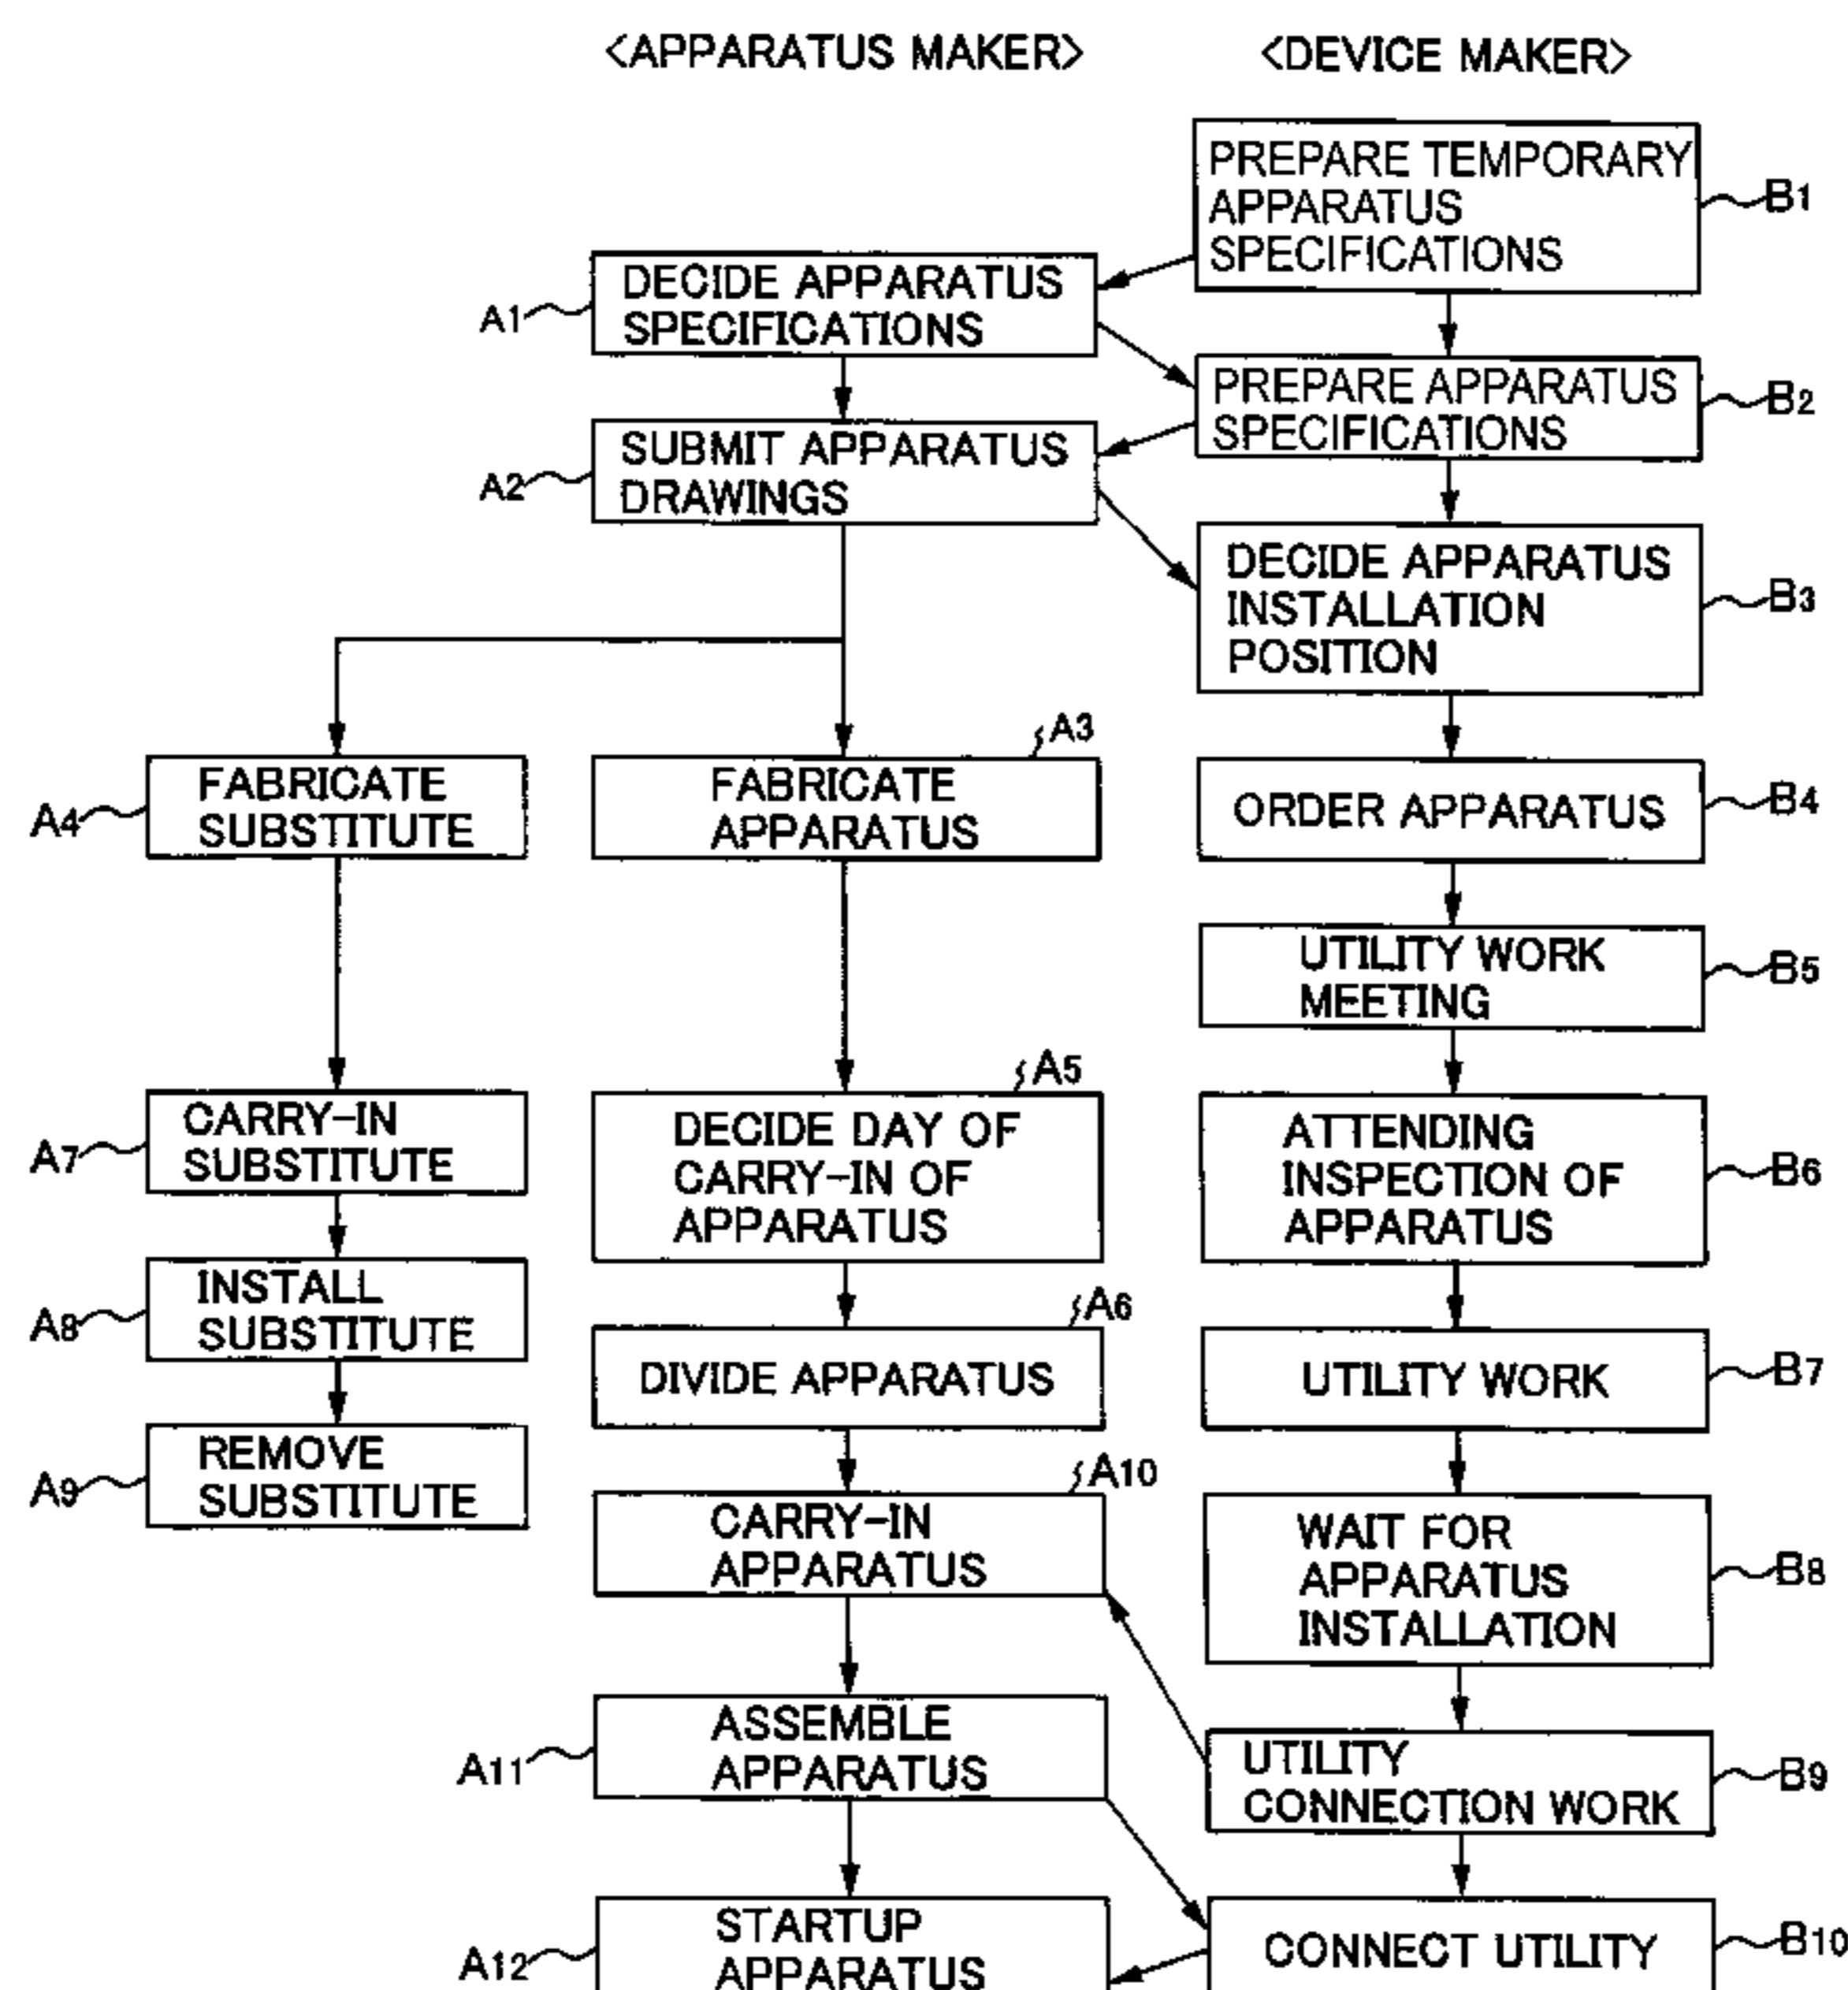 <APPARATUS MAKER>
<DEVICE MAKER>
PREPARE TEMPORARY
APPARATUS
SPECIFICATIONS
B1
DECIDE APPARATUS
SPECIFICATIONS
A1
PREPARE APPARATUS
SPECIFICATIONS
B2
SUBMIT APPARATUS
DRAWINGS
A2
DECIDE APPARATUS
INSTALLATION
POSITION
B3
FABRICATE
SUBSTITUTE
A4
FABRICATE
APPARATUS
A3
ORDER APPARATUS
B4
UTILITY WORK
MEETING
B5
CARRY-IN
SUBSTITUTE
A7
DECIDE DAY OF
CARRY-IN OF
APPARATUS
A5
ATTENDING
INSPECTION OF
APPARATUS
B6
INSTALL
SUBSTITUTE
A8
DIVIDE APPARATUS
A6
UTILITY WORK
B7
REMOVE
SUBSTITUTE
A9
CARRY-IN
APPARATUS
A10
WAIT FOR
APPARATUS
INSTALLATION
B8
ASSEMBLE
APPARATUS
A11
UTILITY
CONNECTION WORK
B9
STARTUP
APPARATUS
A12
CONNECT UTILITY
B10